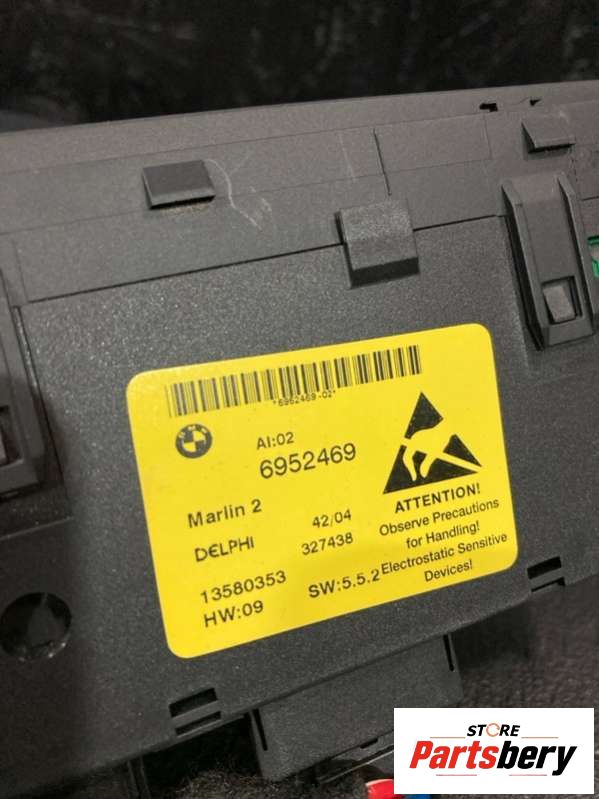 *6952469-02*
BMW
AI:02
6952469
Marlin 2
DELPHI
42/04
327438
13580353
HW:09
SW:5.5.2
ATTENTION!
Observe Precautions
for Handling!
Electrostatic Sensitive
Devices!
STORE
Partsbery